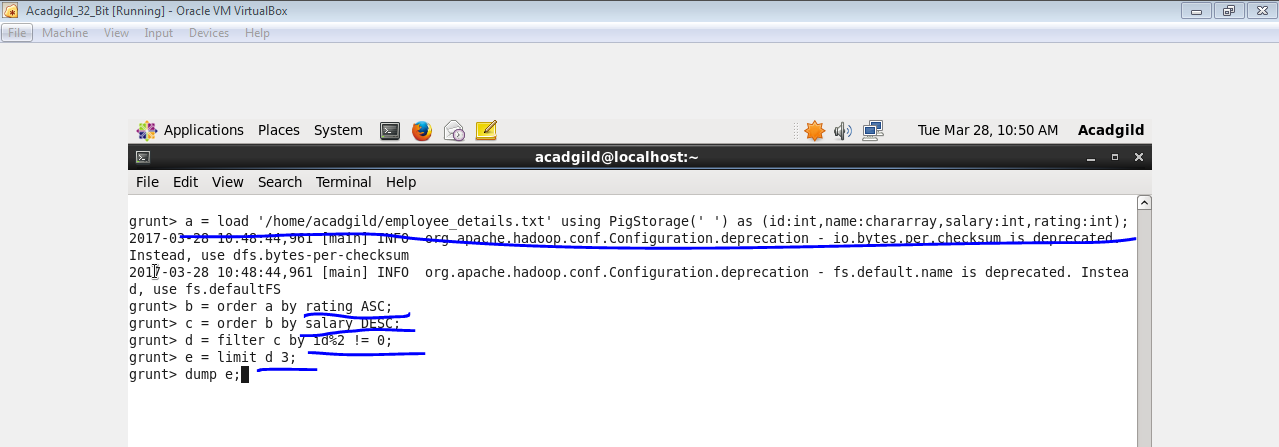 Acadgild_32_Bit [Running] - Oracle VM VirtualBox
File Machine View Input Devices Help
Applications Places System Tue Mar 28, 10:50 AM Acadgild
acadgild@localhost:~
File Edit View Search Terminal Help
grunt> a = load '/home/acadgild/employee_details.txt' using PigStorage(' ') as (id:int,name:chararray,salary:int,rating:int);
2017-03-28 10:48:44,961 [main] INFO  org.apache.hadoop.conf.Configuration.deprecation - io.bytes.per.checksum is deprecated.
Instead, use dfs.bytes-per-checksum
2017-03-28 10:48:44,961 [main] INFO  org.apache.hadoop.conf.Configuration.deprecation - fs.default.name is deprecated. Instea
d, use fs.defaultFS
grunt> b = order a by rating ASC;
grunt> c = order b by salary DESC;
grunt> d = filter c by id%2 != 0;
grunt> e = limit d 3;
grunt> dump e;